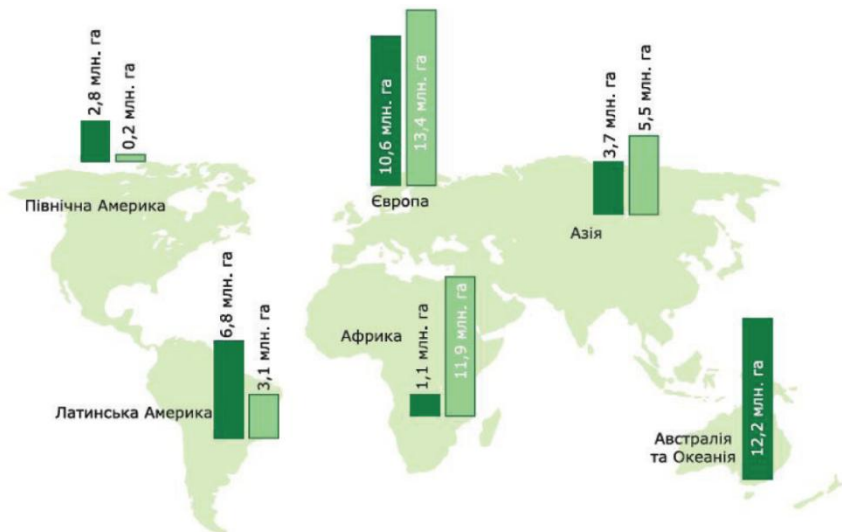 2,8 млн. га
0,2 млн. га
Північна Америка
10,6 млн. га
13,4 млн. га
Європа
3,7 млн. га
5,5 млн. га
Азія
6,8 млн. га
3,1 млн. га
Латинська Америка
Африка
1,1 млн. га
11,9 млн. га
Австралія
та Океанія
12,2 млн. га